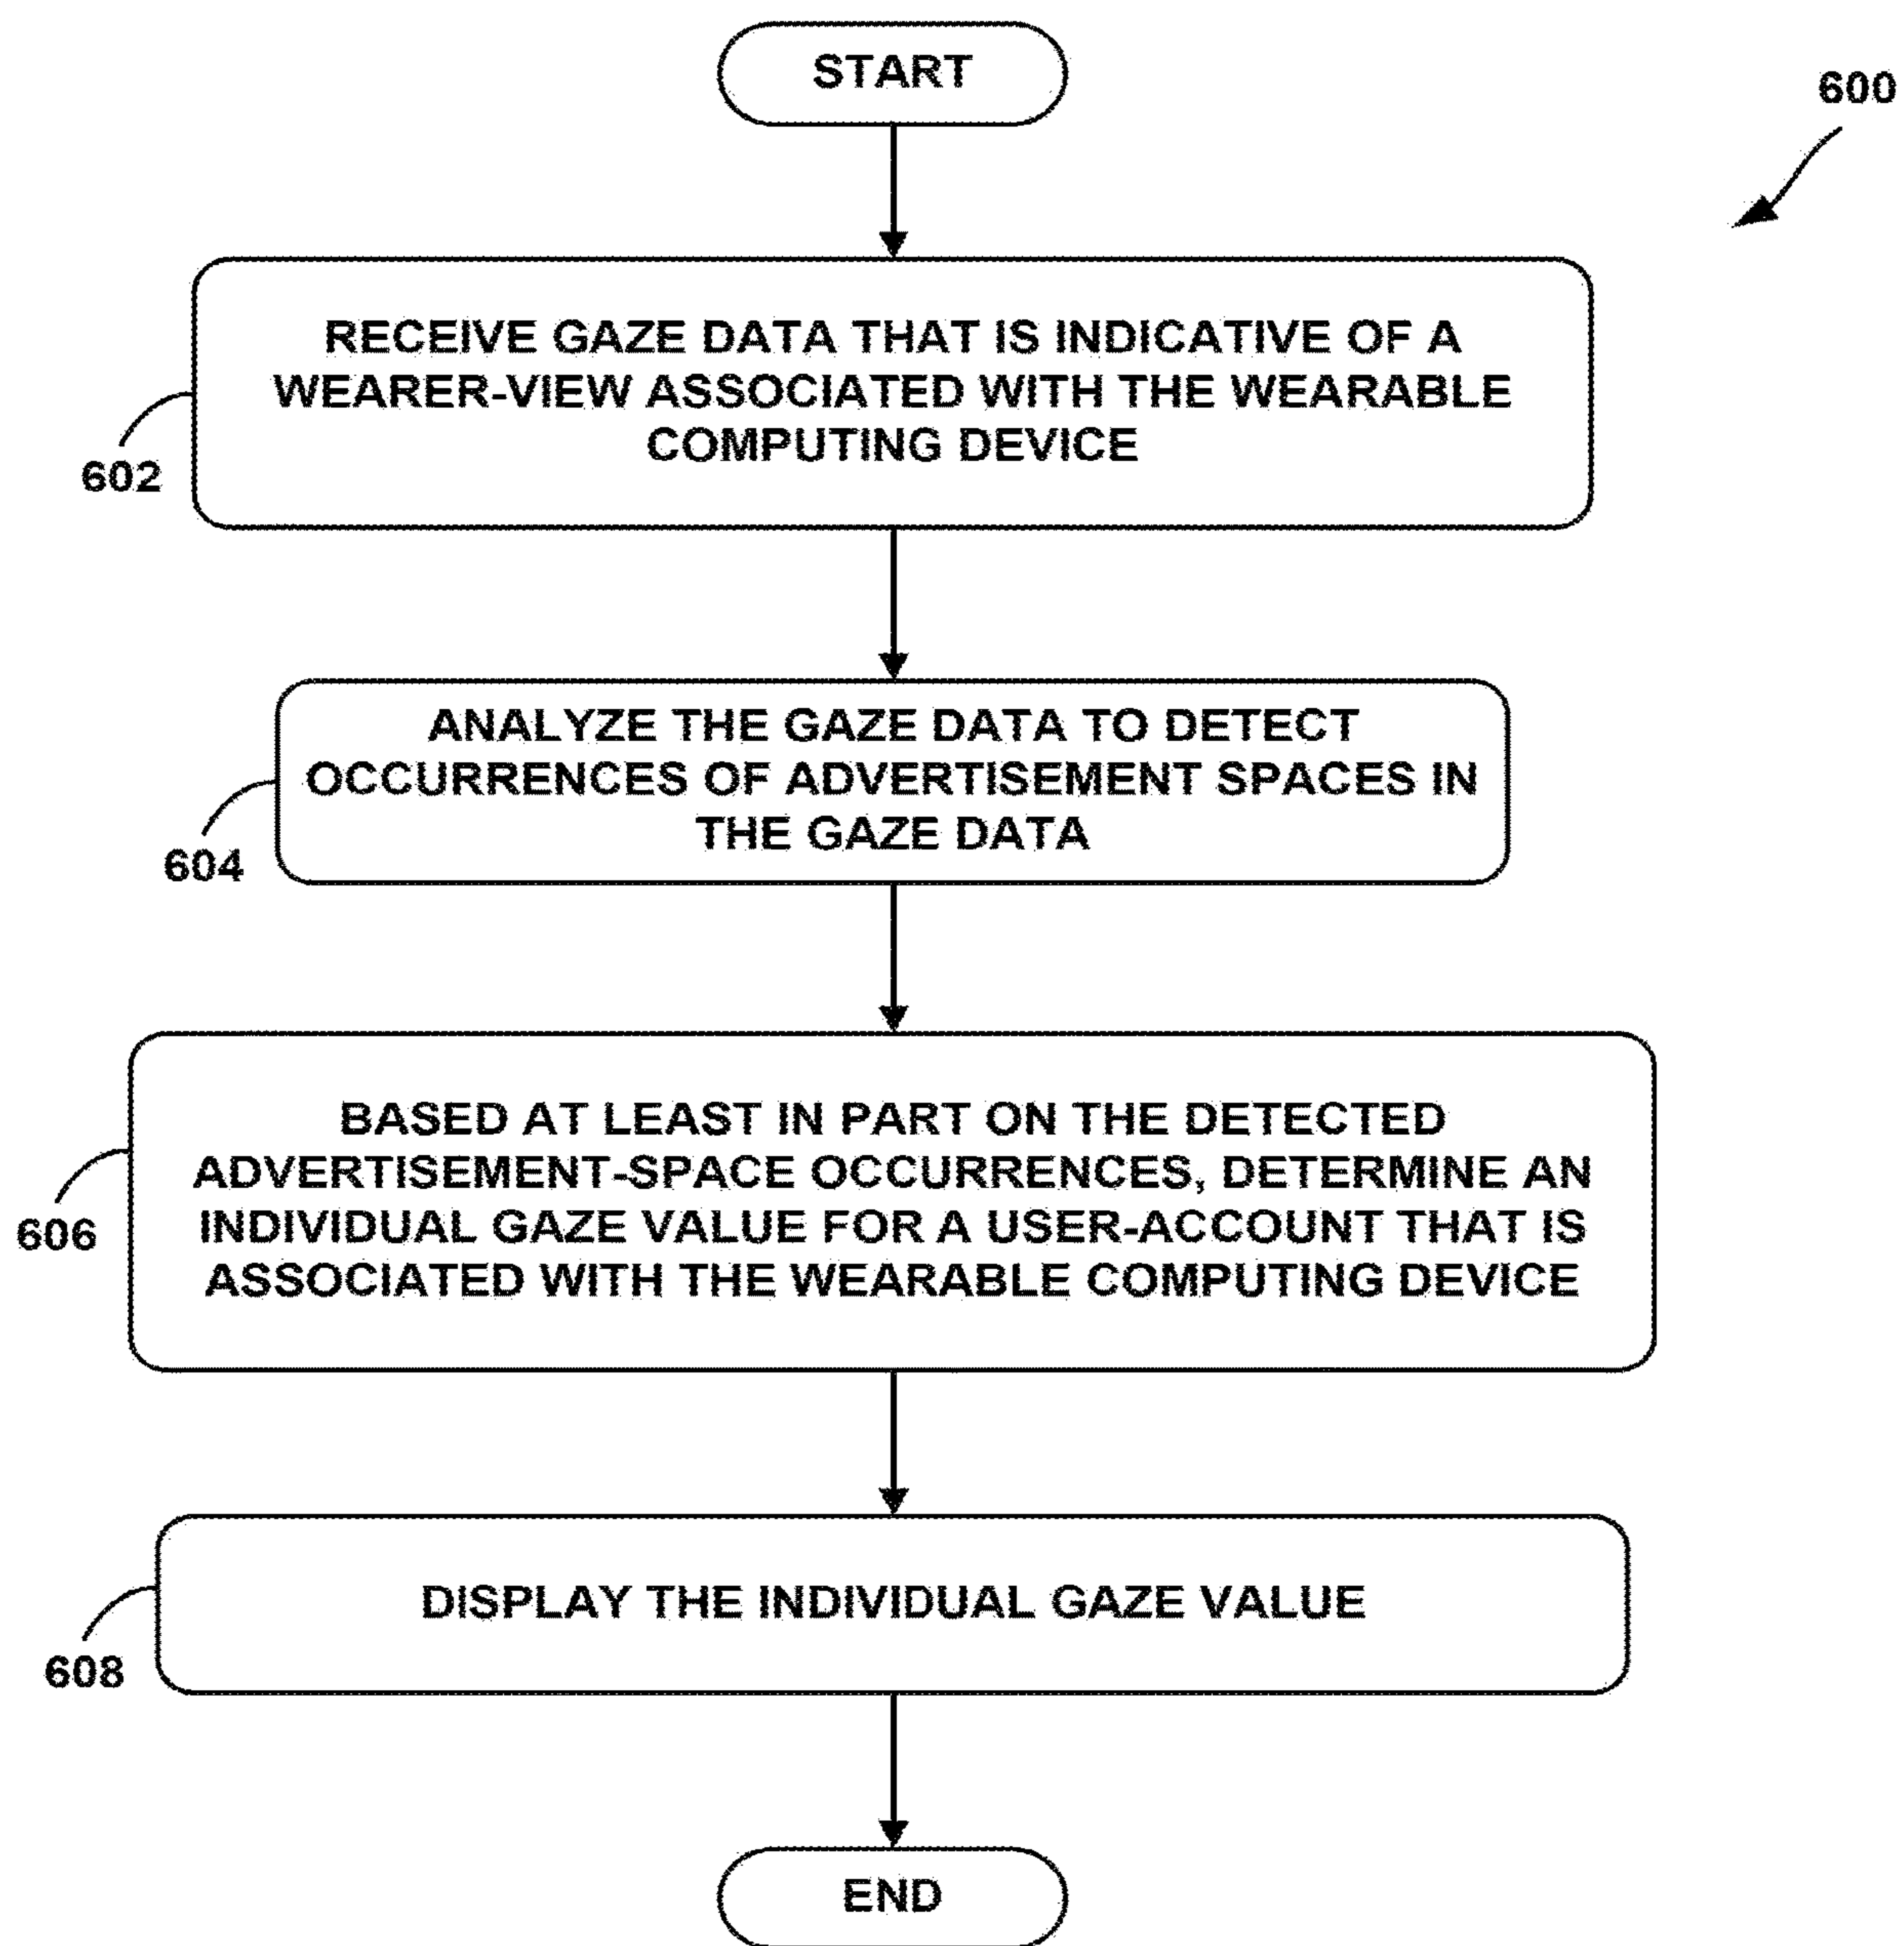 START
600
RECEIVE GAZE DATA THAT IS INDICATIVE OF A
WEARER-VIEW ASSOCIATED WITH THE WEARABLE
COMPUTING DEVICE
602
ANALYZE THE GAZE DATA TO DETECT
OCCURRENCES OF ADVERTISEMENT SPACES IN
THE GAZE DATA
604
BASED AT LEAST IN PART ON THE DETECTED
ADVERTISEMENT-SPACE OCCURRENCES, DETERMINE AN
INDIVIDUAL GAZE VALUE FOR A USER-ACCOUNT THAT IS
ASSOCIATED WITH THE WEARABLE COMPUTING DEVICE
606
DISPLAY THE INDIVIDUAL GAZE VALUE
608
END